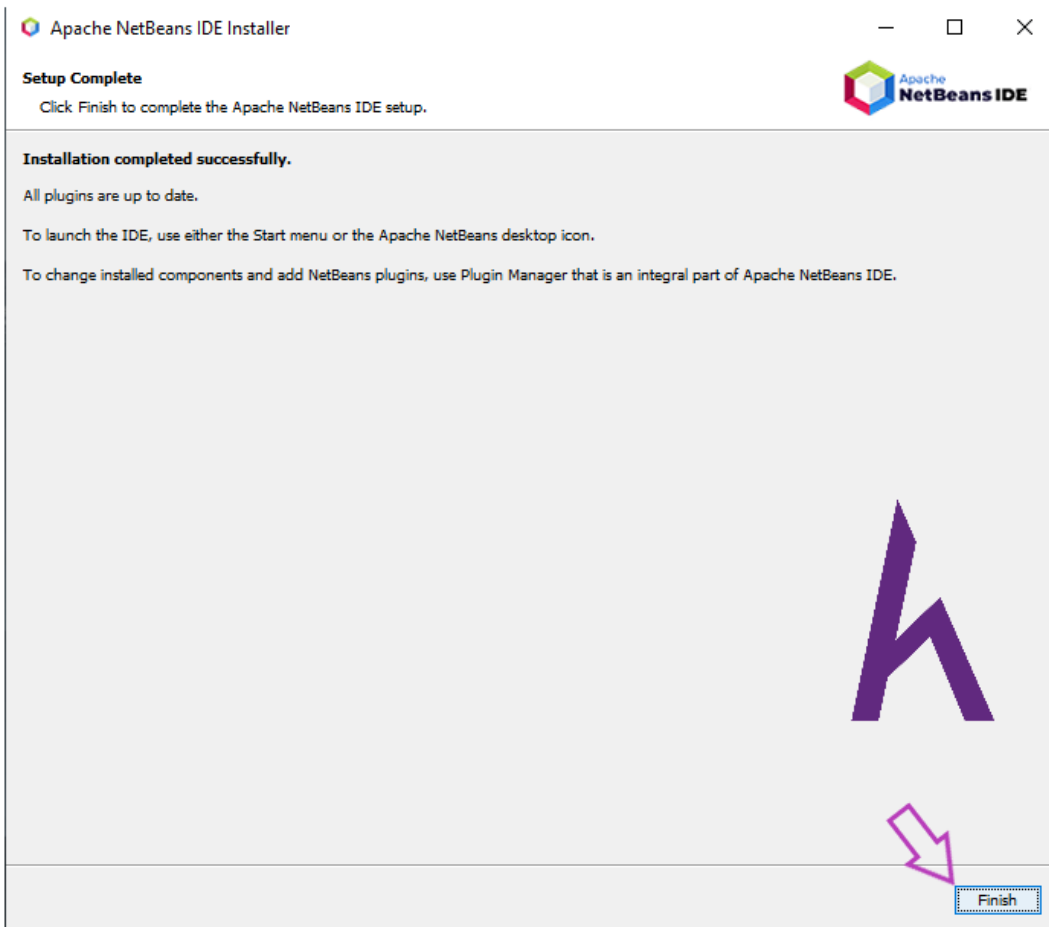 Apache NetBeans IDE Installer
Setup Complete
Click Finish to complete the Apache NetBeans IDE setup.
Apache
NetBeans IDE
Installation completed successfully.
All plugins are up to date.
To launch the IDE, use either the Start menu or the Apache NetBeans desktop icon.
To change installed components and add NetBeans plugins, use Plugin Manager that is an integral part of Apache NetBeans IDE.
h
Finish